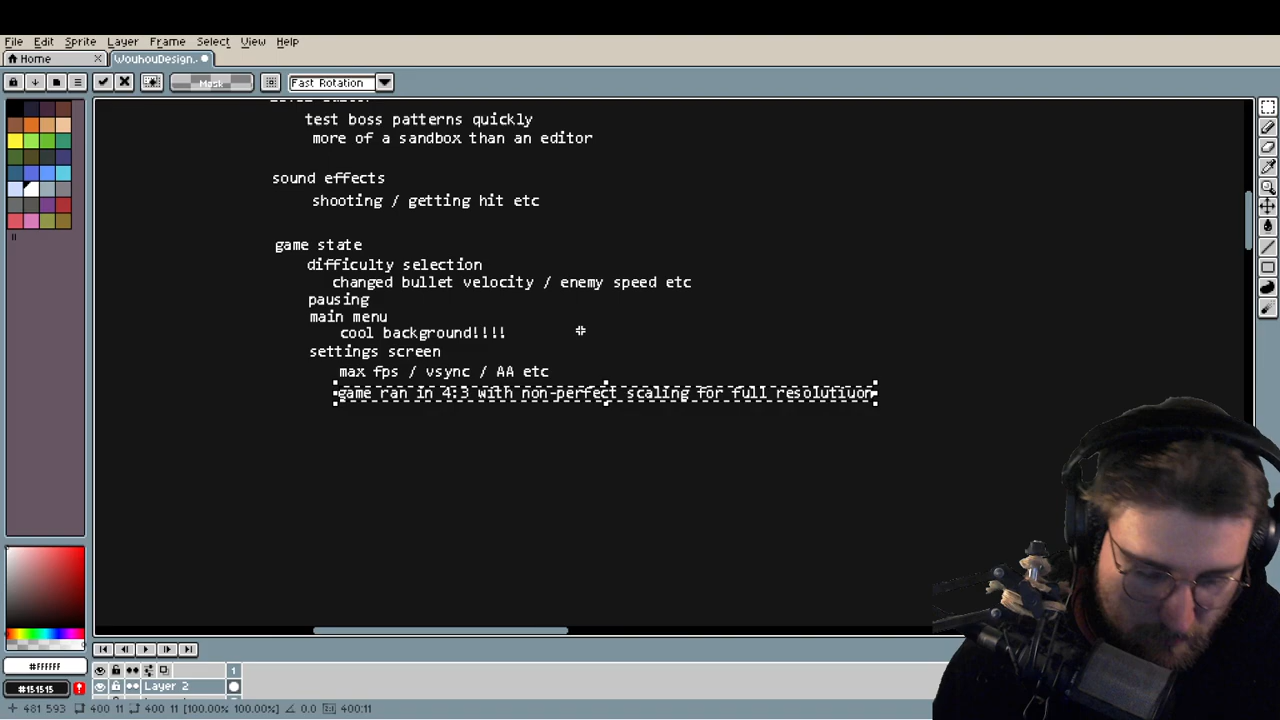 File Edit Sprite Layer Frame Select View Help
Home WouhouDesign.
Mask Fast Rotation
test boss patterns quickly
more of a sandbox than an editor
sound effects
shooting / getting hit etc
game state
difficulty selection
changed bullet velocity / enemy speed etc
pausing
main menu
cool background!!!!
settings screen
max fps / vsync / AA etc
game ran in 4:3 with non-perfect scaling for full resolutiuon
1
#FFFFFF
Layer 2
#151515
481 593 400 11 400 11 [100.00% 100.00%] 0.0 400:11